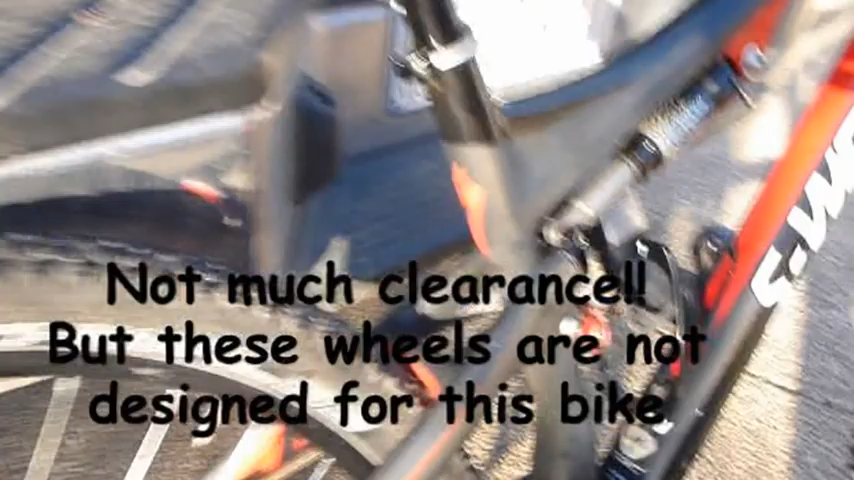 Not much clearance!!
But these wheels are not
designed for this bike
S-W